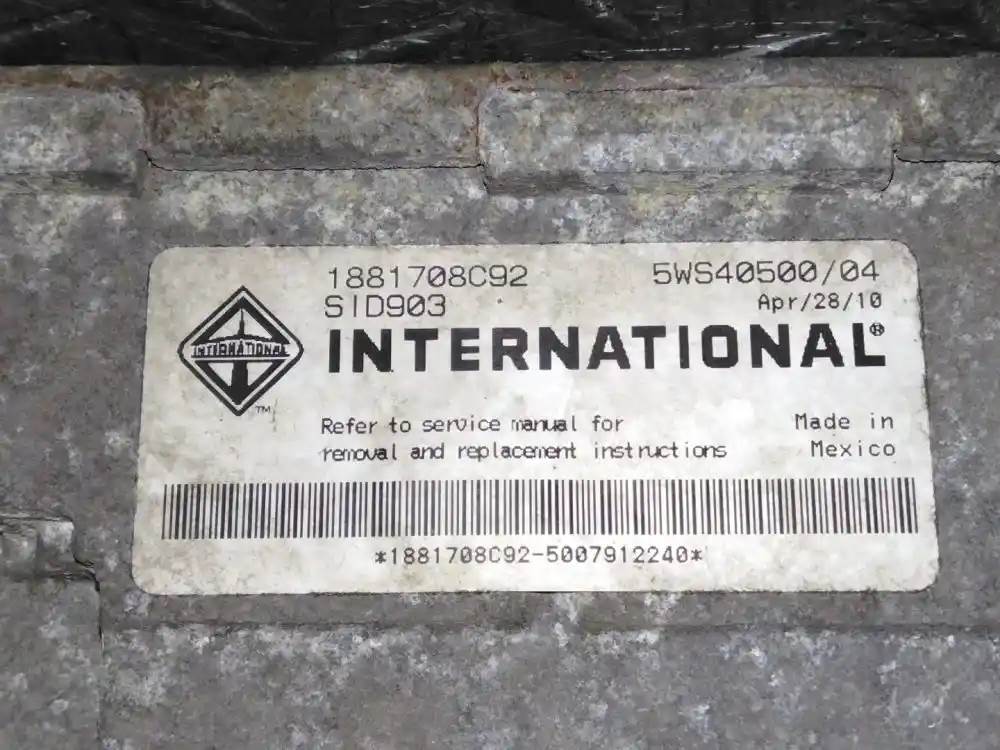 1881708C92 5WS40500/04
SID903 Apr/28/10
INTERNATIONAL
INTERNATIONAL®
TM
Refer to service manual for Made in
removal and replacement instructions Mexico
*1881708C92-5007912240*